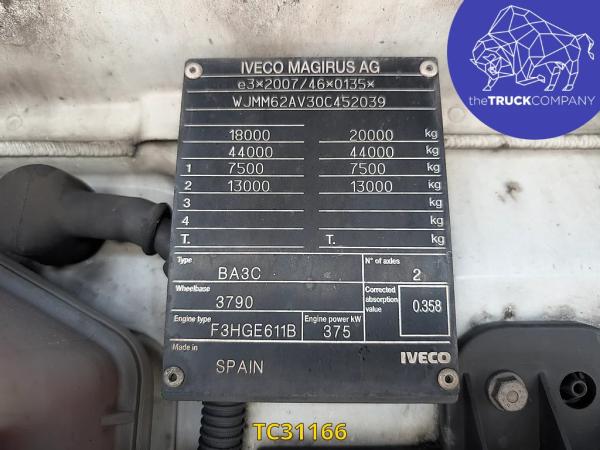 IVECO MAGIRUS AG
e3*2007/46*0135*
WJMM62AV30C452039
18000 20000 kg
44000 44000 kg
1 7500 7500 kg
2 13000 13000 kg
3 kg
4 kg
T. T. kg
Type BA3C N° of axles 2
Wheelbase 3790 Corrected absorption value 0.358
Engine type F3HGE611B Engine power kW 375
Made in SPAIN IVECO
theTRUCKCOMPANY
TC31166